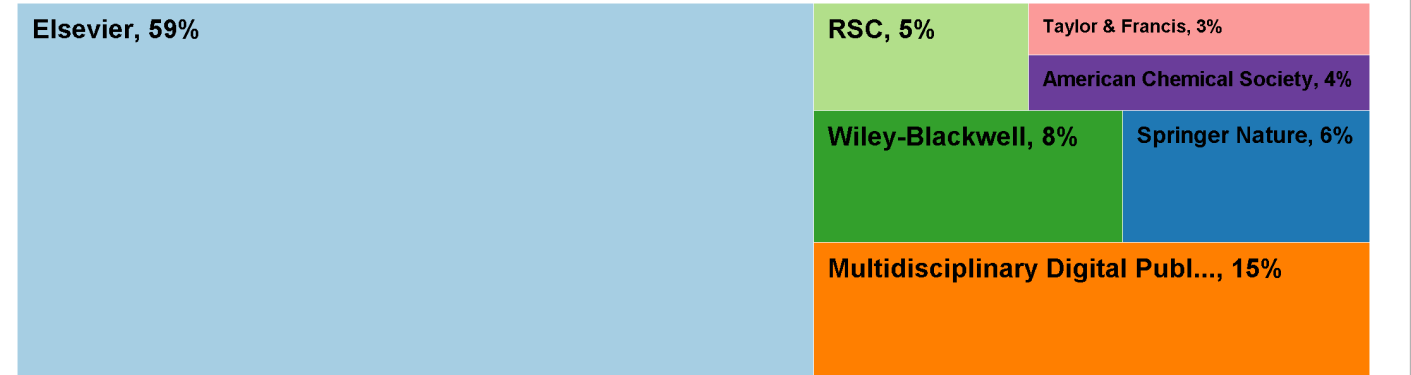 Elsevier, 59%
RSC, 5%
Taylor & Francis, 3%
American Chemical Society, 4%
Wiley-Blackwell, 8%
Springer Nature, 6%
Multidisciplinary Digital Publ..., 15%